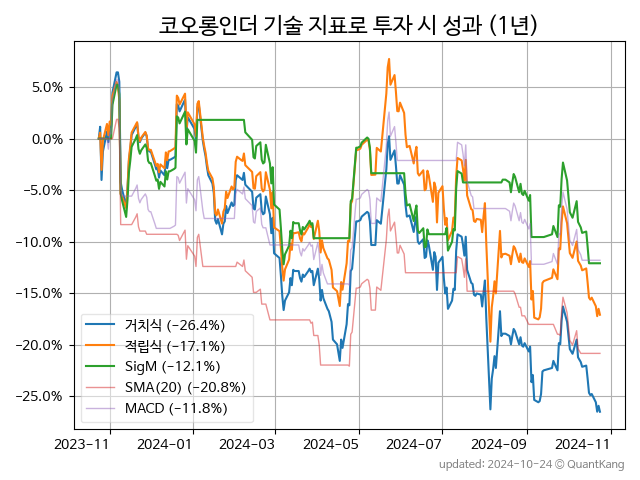 코오롱인더 기술 지표로 투자 시 성과 (1년)
5.0%
0.0%
−5.0%
−10.0%
−15.0%
−20.0%
−25.0%
거치식 (−26.4%)
적립식 (−17.1%)
SigM (−12.1%)
SMA(20) (−20.8%)
MACD (−11.8%)
2023-11
2024-01
2024-03
2024-05
2024-07
2024-09
2024-11
updated: 2024-10-24 © QuantKang